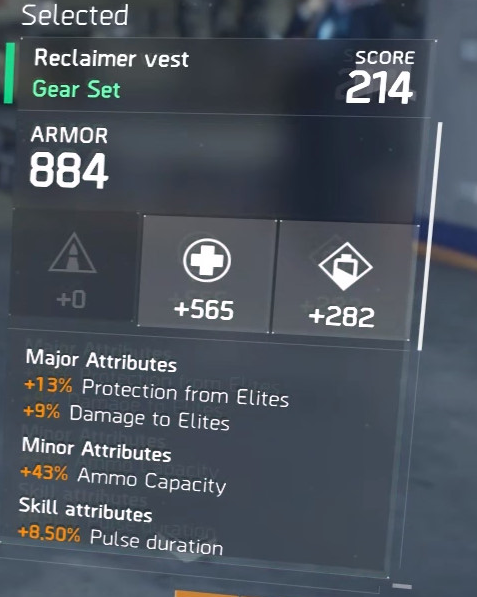 Selected
Reclaimer vest
Gear Set
SCORE
214
ARMOR
884
+0
+565
+282
Major Attributes
+13% Protection from Elites
+9% Damage to Elites
Minor Attributes
+43% Ammo Capacity
Skill attributes
+8.50% Pulse duration